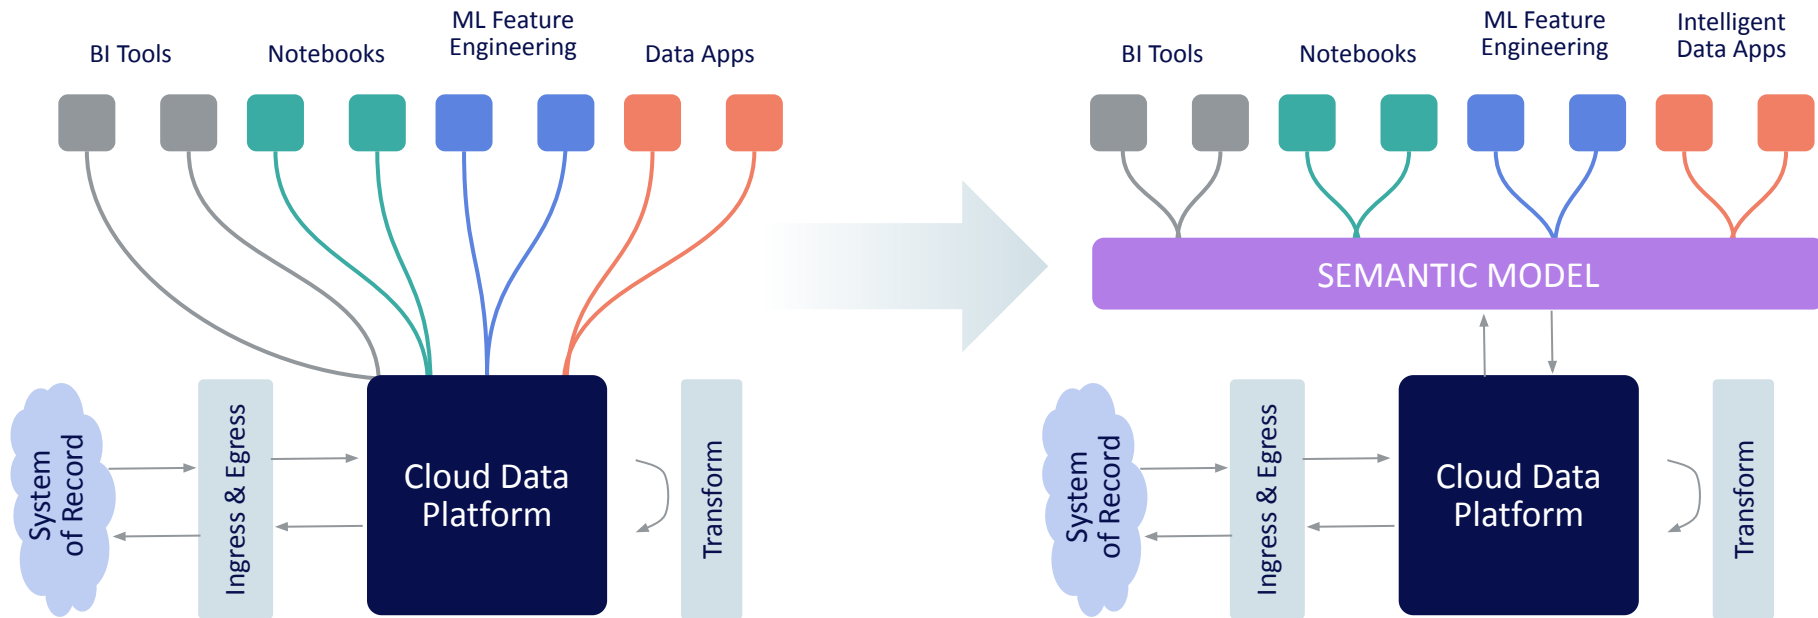 BI Tools
Notebooks
ML Feature
Engineering
Data Apps
System
of Record
Ingress & Egress
Cloud Data
Platform
Transform
BI Tools
Notebooks
ML Feature
Engineering
Intelligent
Data Apps
SEMANTIC MODEL
System
of Record
Ingress & Egress
Cloud Data
Platform
Transform